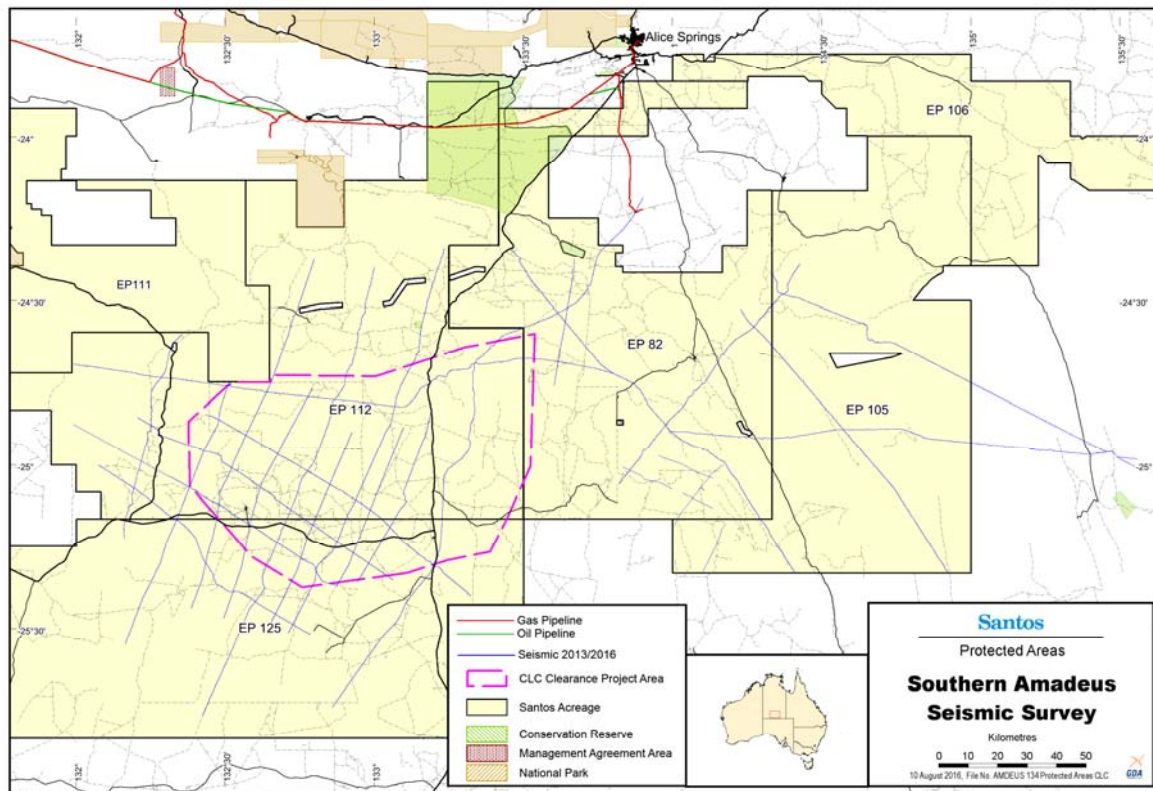 132°
132°30'
133°
133°30'
Alice Springs
134°30'
135°
135°30'
EP 106
-24°
-24°
EP111
-24°30'
-24°30'
EP 82
EP 112
EP 105
-25°
-25°
EP 125
-25°30'
132°
132°30'
133°
Gas Pipeline
Oil Pipeline
Seismic 2013/2016
CLC Clearance Project Area
Santos Acreage
Conservation Reserve
Management Agreement Area
National Park
Santos
Protected Areas
Southern Amadeus
Seismic Survey
Kilometres
0 10 20 30 40 50
10 August 2016, File No. AMDEUS 134 Protected Areas CLC
GDA